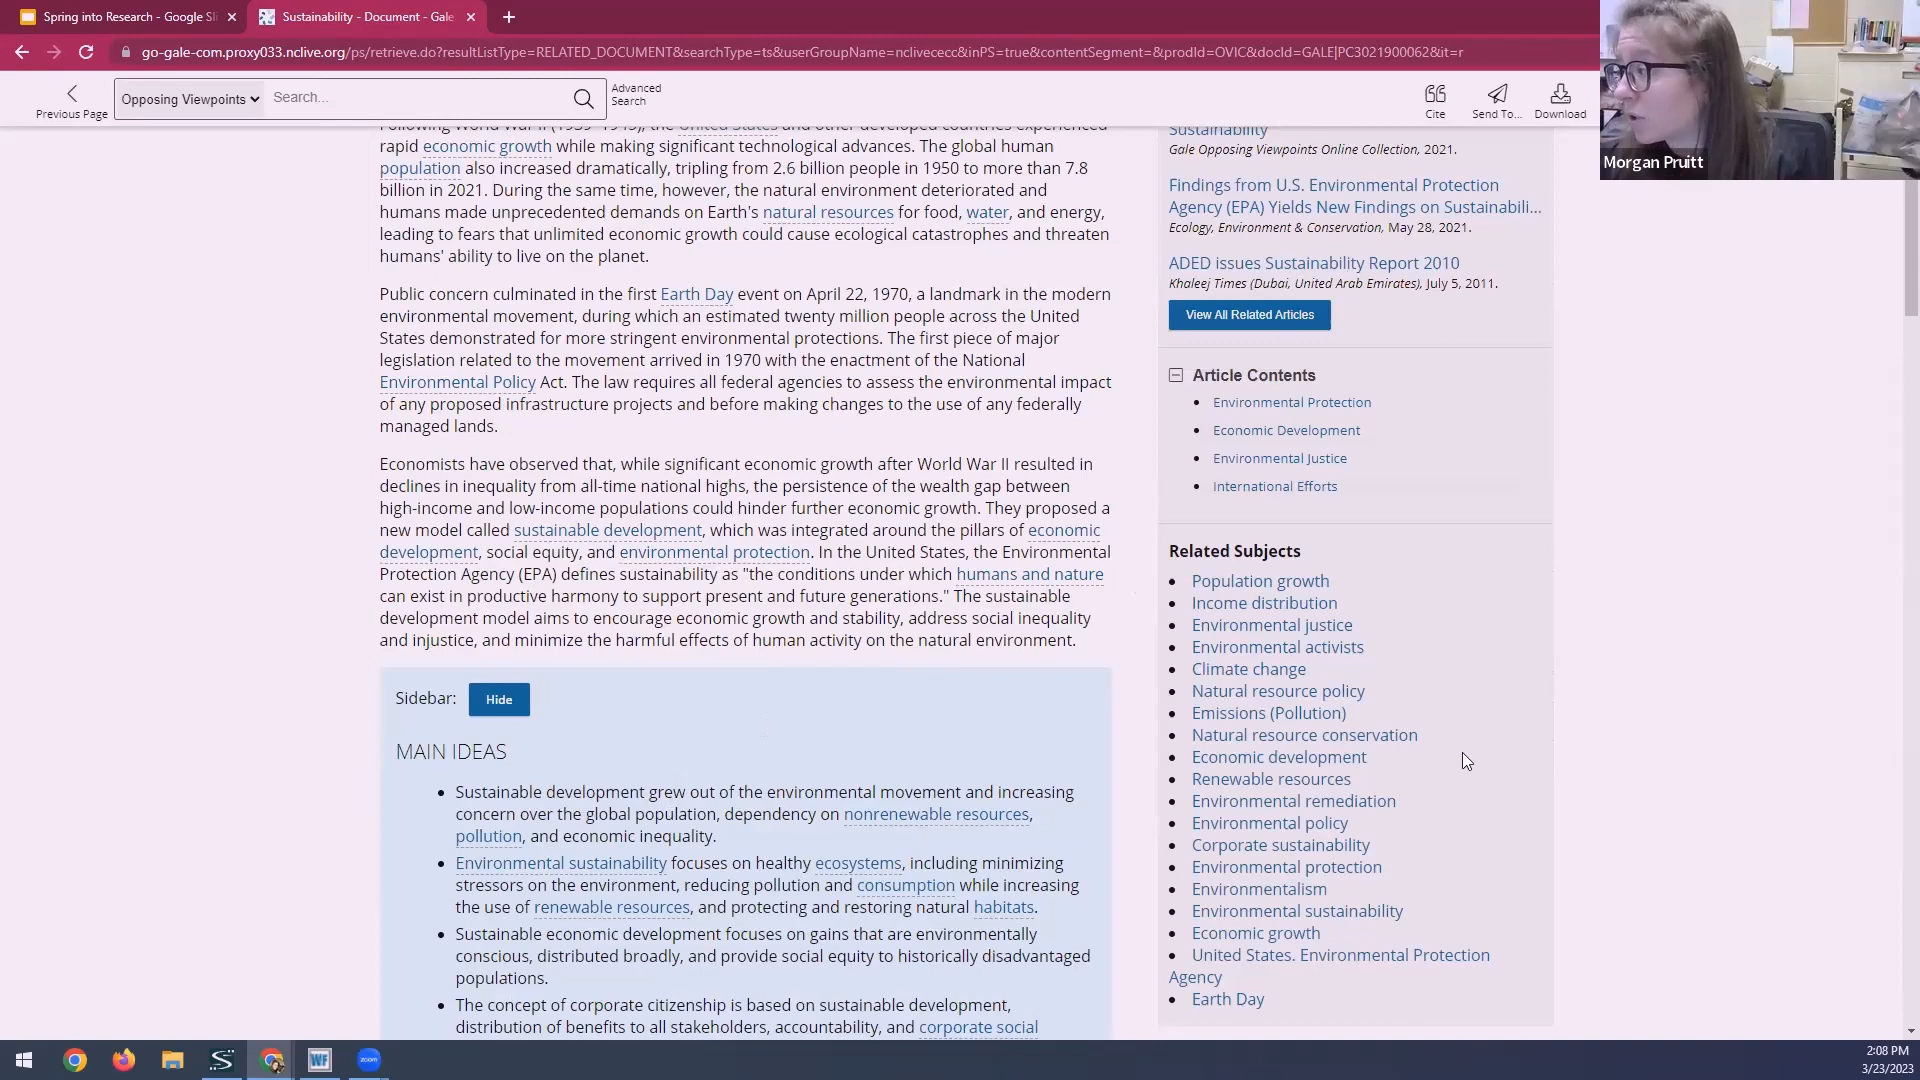 Spring into Research - Google Sli
Sustainability - Document - Gale
go-gale-com.proxy033.nclive.org/ps/retrieve.do?resultListType=RELATED_DOCUMENT&searchType=ts&userGroupName=nclivececc&inPS=true&contentSegment=&prodId=OVIC&docId=GALE|PC3021900062&it=r
Previous Page
Opposing Viewpoints
Search...
Advanced
Search
Cite
Send To...
Download
Morgan Pruitt
Following World War II (1939–1945), the United States and other developed countries experienced
rapid economic growth while making significant technological advances. The global human
population also increased dramatically, tripling from 2.6 billion people in 1950 to more than 7.8
billion in 2021. During the same time, however, the natural environment deteriorated and
humans made unprecedented demands on Earth's natural resources for food, water, and energy,
leading to fears that unlimited economic growth could cause ecological catastrophes and threaten
humans' ability to live on the planet.
Public concern culminated in the first Earth Day event on April 22, 1970, a landmark in the modern
environmental movement, during which an estimated twenty million people across the United
States demonstrated for more stringent environmental protections. The first piece of major
legislation related to the movement arrived in 1970 with the enactment of the National
Environmental Policy Act. The law requires all federal agencies to assess the environmental impact
of any proposed infrastructure projects and before making changes to the use of any federally
managed lands.
Economists have observed that, while significant economic growth after World War II resulted in
declines in inequality from all-time national highs, the persistence of the wealth gap between
high-income and low-income populations could hinder further economic growth. They proposed a
new model called sustainable development, which was integrated around the pillars of economic
development, social equity, and environmental protection. In the United States, the Environmental
Protection Agency (EPA) defines sustainability as "the conditions under which humans and nature
can exist in productive harmony to support present and future generations." The sustainable
development model aims to encourage economic growth and stability, address social inequality
and injustice, and minimize the harmful effects of human activity on the natural environment.
Sidebar: Hide
MAIN IDEAS
• Sustainable development grew out of the environmental movement and increasing
concern over the global population, dependency on nonrenewable resources,
pollution, and economic inequality.
• Environmental sustainability focuses on healthy ecosystems, including minimizing
stressors on the environment, reducing pollution and consumption while increasing
the use of renewable resources, and protecting and restoring natural habitats.
• Sustainable economic development focuses on gains that are environmentally
conscious, distributed broadly, and provide social equity to historically disadvantaged
populations.
• The concept of corporate citizenship is based on sustainable development,
distribution of benefits to all stakeholders, accountability, and corporate social
Sustainability
Gale Opposing Viewpoints Online Collection, 2021.
Findings from U.S. Environmental Protection
Agency (EPA) Yields New Findings on Sustainabili...
Ecology, Environment & Conservation, May 28, 2021.
ADED issues Sustainability Report 2010
Khaleej Times (Dubai, United Arab Emirates), July 5, 2011.
View All Related Articles
Article Contents
• Environmental Protection
• Economic Development
• Environmental Justice
• International Efforts
Related Subjects
• Population growth
• Income distribution
• Environmental justice
• Environmental activists
• Climate change
• Natural resource policy
• Emissions (Pollution)
• Natural resource conservation
• Economic development
• Renewable resources
• Environmental remediation
• Environmental policy
• Corporate sustainability
• Environmental protection
• Environmentalism
• Environmental sustainability
• Economic growth
• United States. Environmental Protection
Agency
• Earth Day
zoom
2:08 PM
3/23/2023